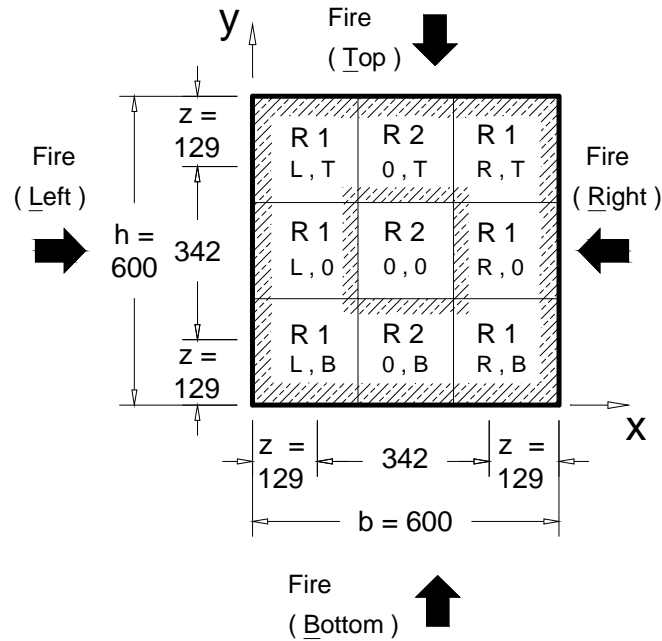 Fire
( Top )
y
z =
129
R 1
L , T
R 2
0 , T
R 1
R , T
Fire
( Left )
Fire
( Right )
h =
600
342
R 1
L , 0
R 2
0 , 0
R 1
R , 0
z =
129
R 1
L , B
R 2
0 , B
R 1
R , B
x
z =
129
342
z =
129
b = 600
Fire
( Bottom )